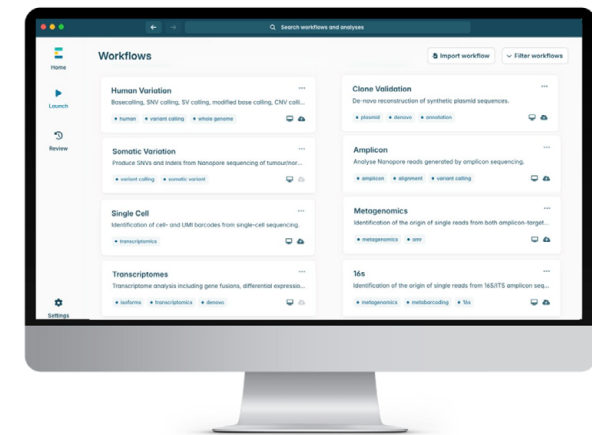 Search workflows and analyses
Home
Launch
Review
Settings
Workflows
Import workflow
Filter workflows
Human Variation
Basecalling, SNV calling, SV calling, modified base calling, CNV calli...
human
variant calling
whole genome
Somatic Variation
Produce SNVs and Indels from Nanopore sequencing of tumour/nor...
variant calling
somatic variant
Single Cell
Identification of cell- and UMI barcodes from single-cell sequencing.
transcriptomics
Transcriptomes
Transcriptome analysis including gene fusions, differential expressio...
isoforms
transcriptomics
denovo
Clone Validation
De-novo reconstruction of synthetic plasmid sequences.
plasmid
denovo
annotation
Amplicon
Analyse Nanopore reads generated by amplicon sequencing.
amplicon
alignment
variant calling
Metagenomics
Identification of the origin of single reads from both amplicon-target...
metagenomics
amr
16s
Identification of the origin of single reads from 16S/ITS amplicon seq...
metagenomics
metabarcoding
16s